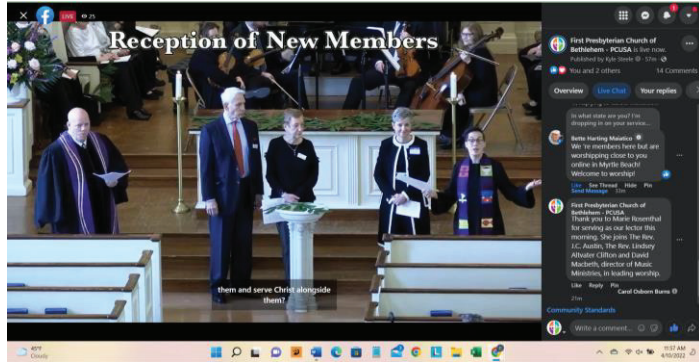 LIVE
25
Reception of New Members
them and serve Christ alongside
them?
First Presbyterian Church of
Bethlehem - PCUSA is live now.
Published by Kyle Steele · 57m ·
You and 2 others
14 Comments
Overview
Live Chat
Your replies
In what state are you? I'm
dropping in on your service...
Bette Harting Maiatico
We 're members here but are
worshipping close to you
online in Myrtle Beach!
Welcome to worship!
Like See Thread Hide Pin
Send Message 33m
First Presbyterian Church of
Bethlehem - PCUSA
Thank you to Marie Rosenthal
for serving as our lector this
morning. She joins The Rev.
J.C. Austin, The Rev. Lindsey
Altvater Clifton and David
Macbeth, director of Music
Ministries, in leading worship.
Like Reply Pin
Carol Osborn Burns
21m
Community Standards
Write a comment...
49°F
Cloudy
11:37 AM
4/10/2022